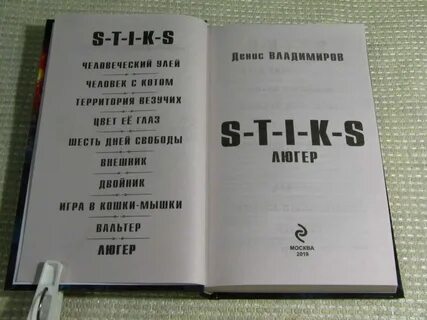 S-T-I-K-S
ЧЕЛОВЕЧЕСКИЙ УЛЕЙ
ЧЕЛОВЕК С КОТОМ
ТЕРРИТОРИЯ ВЕЗУЧИХ
ЦВЕТ ЕЁ ГЛАЗ
ШЕСТЬ ДНЕЙ СВОБОДЫ
ВНЕШНИК
ДВОЙНИК
ИГРА В КОШКИ-МЫШКИ
ВАЛЬТЕР
ЛЮГЕР
Денис ВЛАДИМИРОВ
S-T-I-K-S
ЛЮГЕР
МОСКВА
2019